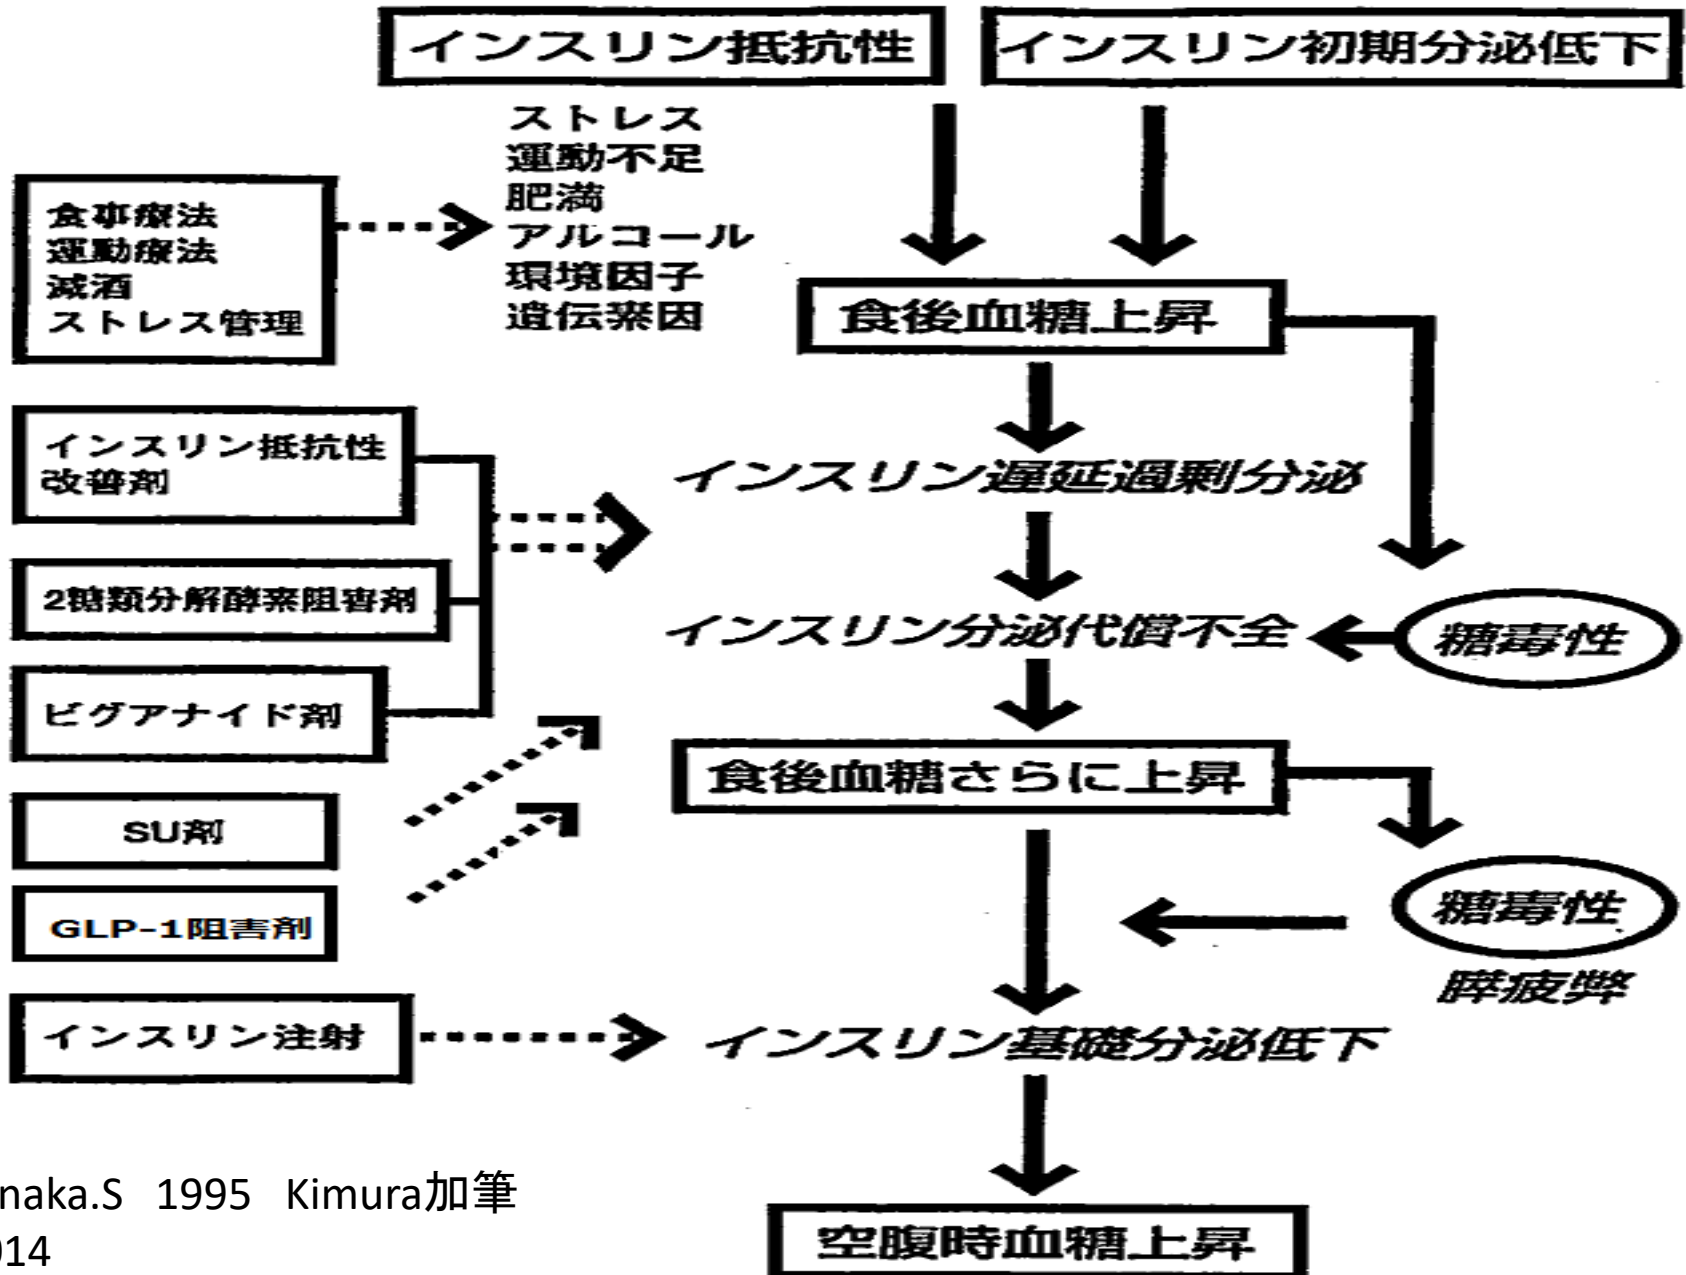 インスリン抵抗性
インスリン初期分泌低下
ストレス
運動不足
肥満
アルコール
環境因子
遺伝素因
食事療法
運動療法
減酒
ストレス管理
食後血糖上昇
インスリン抵抗性
改善剤
インスリン遅延過剰分泌
2糖類分解酵素阻害剤
インスリン分泌代償不全
糖毒性
ビグアナイド剤
食後血糖さらに上昇
SU剤
GLP-1阻害剤
糖毒性
膵疲弊
インスリン注射
インスリン基礎分泌低下
naka.S 1995 Kimura加筆
014
空腹時血糖上昇